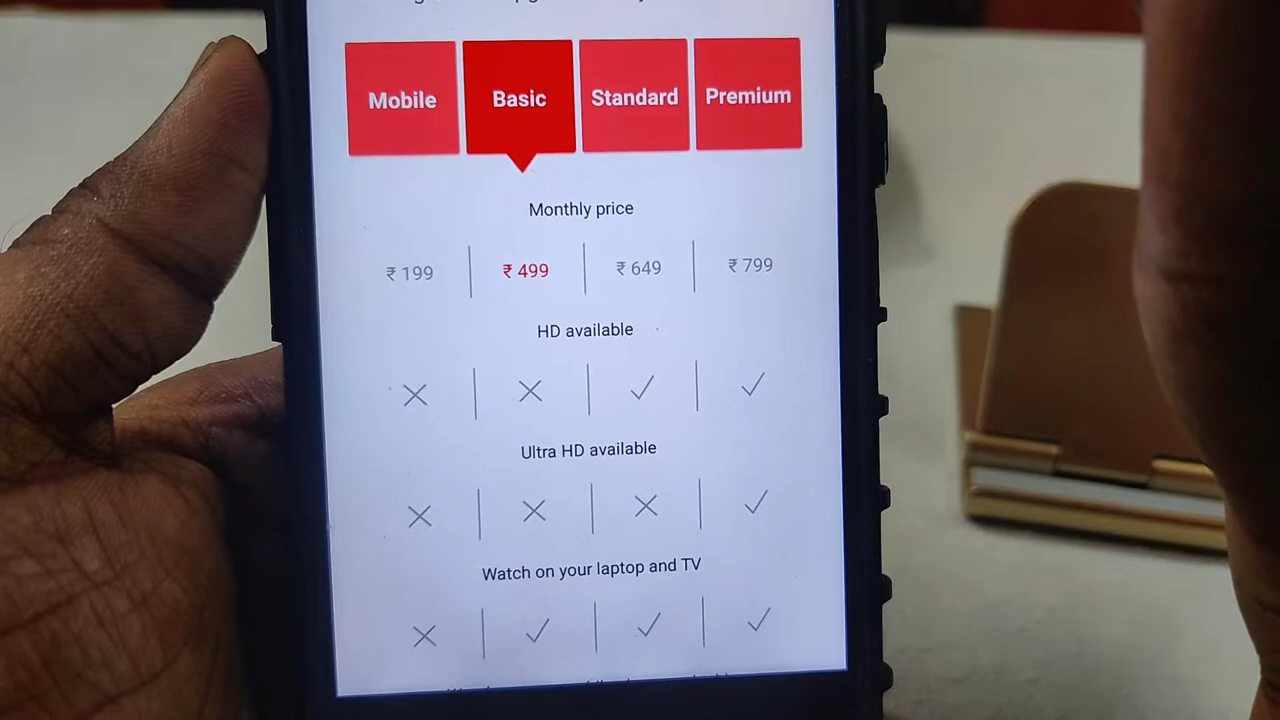 Mobile Basic Standard Premium
Monthly price
₹ 199 ₹ 499 ₹ 649 ₹ 799
HD available
Ultra HD available
Watch on your laptop and TV